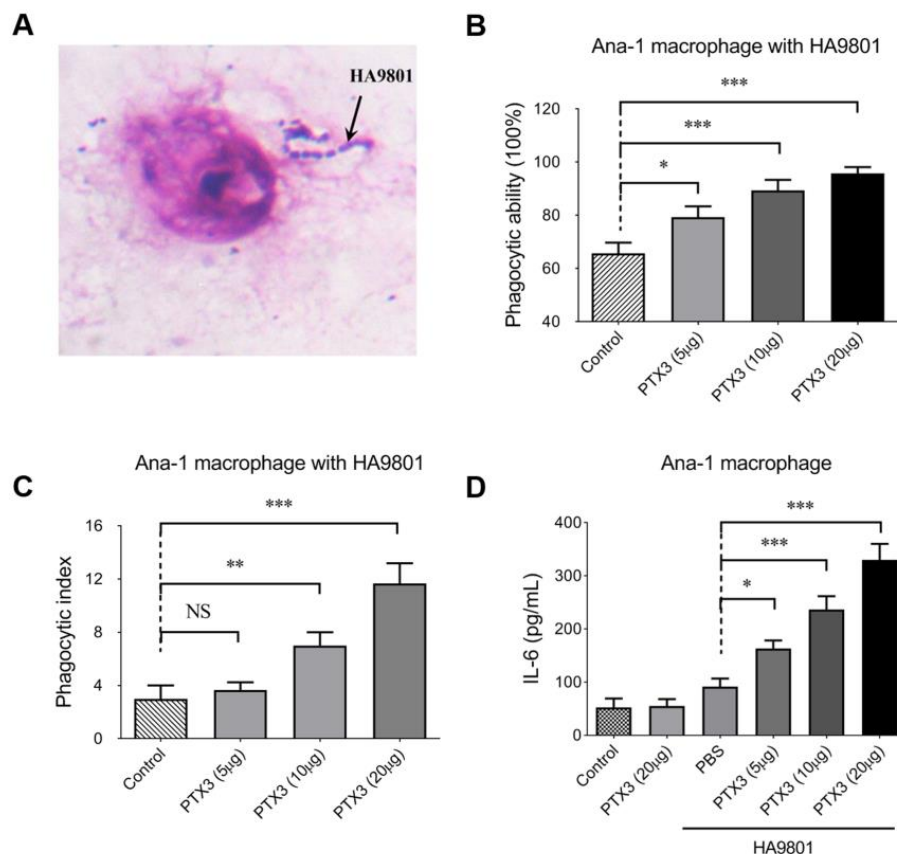 A
HA9801
B
Ana-1 macrophage with HA9801
***
***
*
Phagocytic ability (100%)
120
100
80
60
40
Control
PTX3 (5μg)
PTX3 (10μg)
PTX3 (20μg)
C
Ana-1 macrophage with HA9801
***
**
NS
Phagocytic index
16
12
8
4
0
Control
PTX3 (5μg)
PTX3 (10μg)
PTX3 (20μg)
D
Ana-1 macrophage
***
***
*
IL-6 (pg/mL)
400
300
200
100
0
Control
PTX3 (20μg)
PBS
PTX3 (5μg)
PTX3 (10μg)
PTX3 (20μg)
HA9801